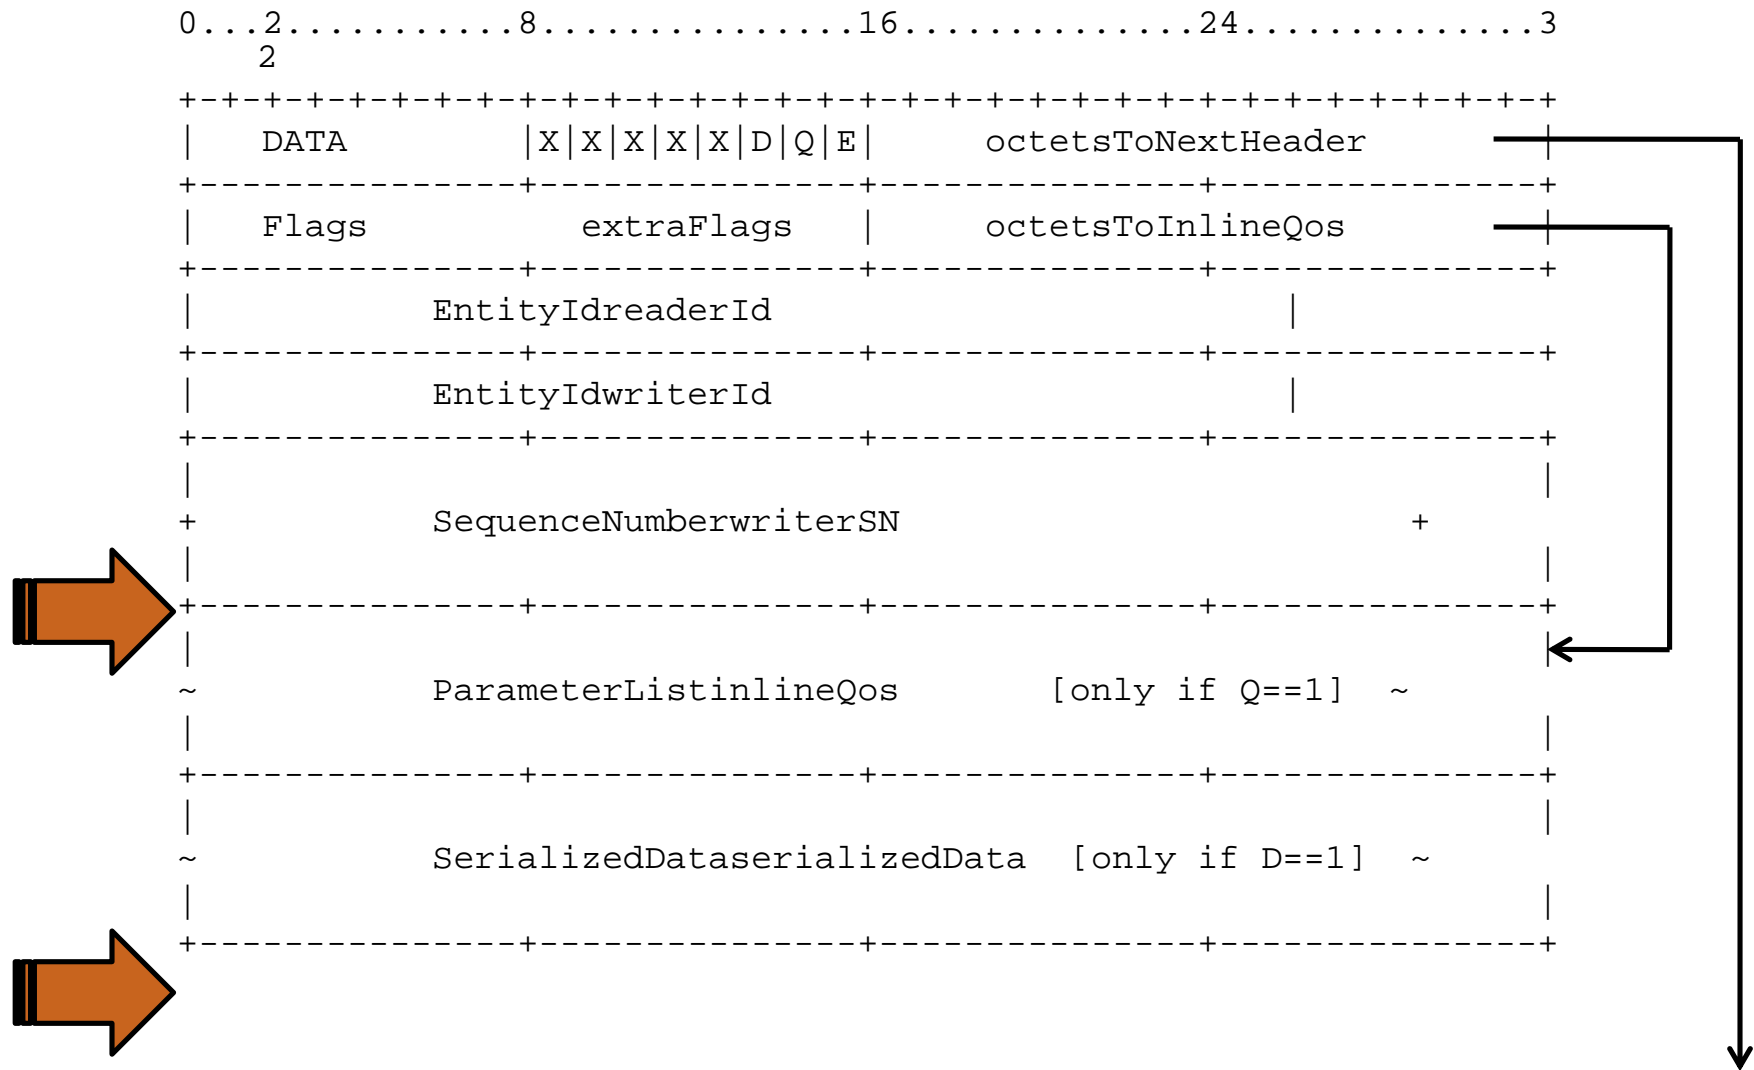 0...2...........8...............16..............24..............3
2
+-+-+-+-+-+-+-+-+-+-+-+-+-+-+-+-+-+-+-+-+-+-+-+-+-+-+-+-+-+-+-+-+
| DATA |X|X|X|X|X|D|Q|E| octetsToNextHeader |
+---------------+---------------+---------------+---------------+
| Flags extraFlags | octetsToInlineQos |
+---------------+---------------+---------------+---------------+
| EntityIdreaderId |
+---------------+---------------+---------------+---------------+
| EntityIdwriterId |
+---------------+---------------+---------------+---------------+
| |
+ SequenceNumberwriterSN +
| |
+---------------+---------------+---------------+---------------+
| |
~ ParameterListinlineQos [only if Q==1] ~
| |
+---------------+---------------+---------------+---------------+
| |
~ SerializedDataserializedData [only if D==1] ~
| |
+---------------+---------------+---------------+---------------+